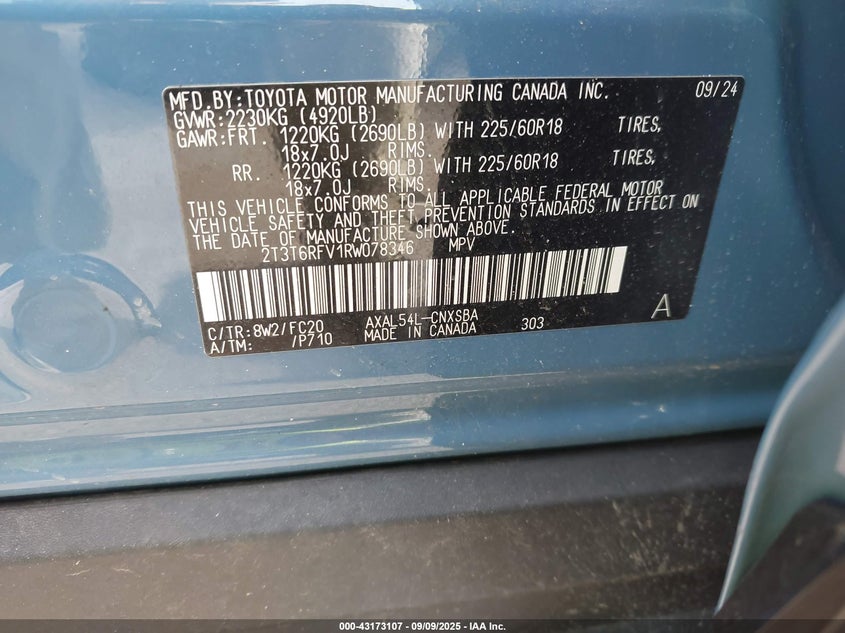 MFD.BY:TOYOTA MOTOR MANUFACTURING CANADA INC. 09/24
GVWR:2230KG (4920LB)
GAWR:FRT. 1220KG (2690LB) WITH 225/60R18 TIRES,
18x7.0J RIMS.
RR. 1220KG (2690LB) WITH 225/60R18 TIRES,
18x7.0J RIMS.
THIS VEHICLE CONFORMS TO ALL APPLICABLE FEDERAL MOTOR
VEHICLE SAFETY AND THEFT PREVENTION STANDARDS IN EFFECT ON
THE DATE OF MANUFACTURE SHOWN ABOVE.
2T3T6RFV1RW078346 MPV
C/TR:8W2/FC20 AXAL54L-CNXSBA A
A/TM: /P710 MADE IN CANADA 303
000-43173107 - 09/09/2025 - IAA Inc.